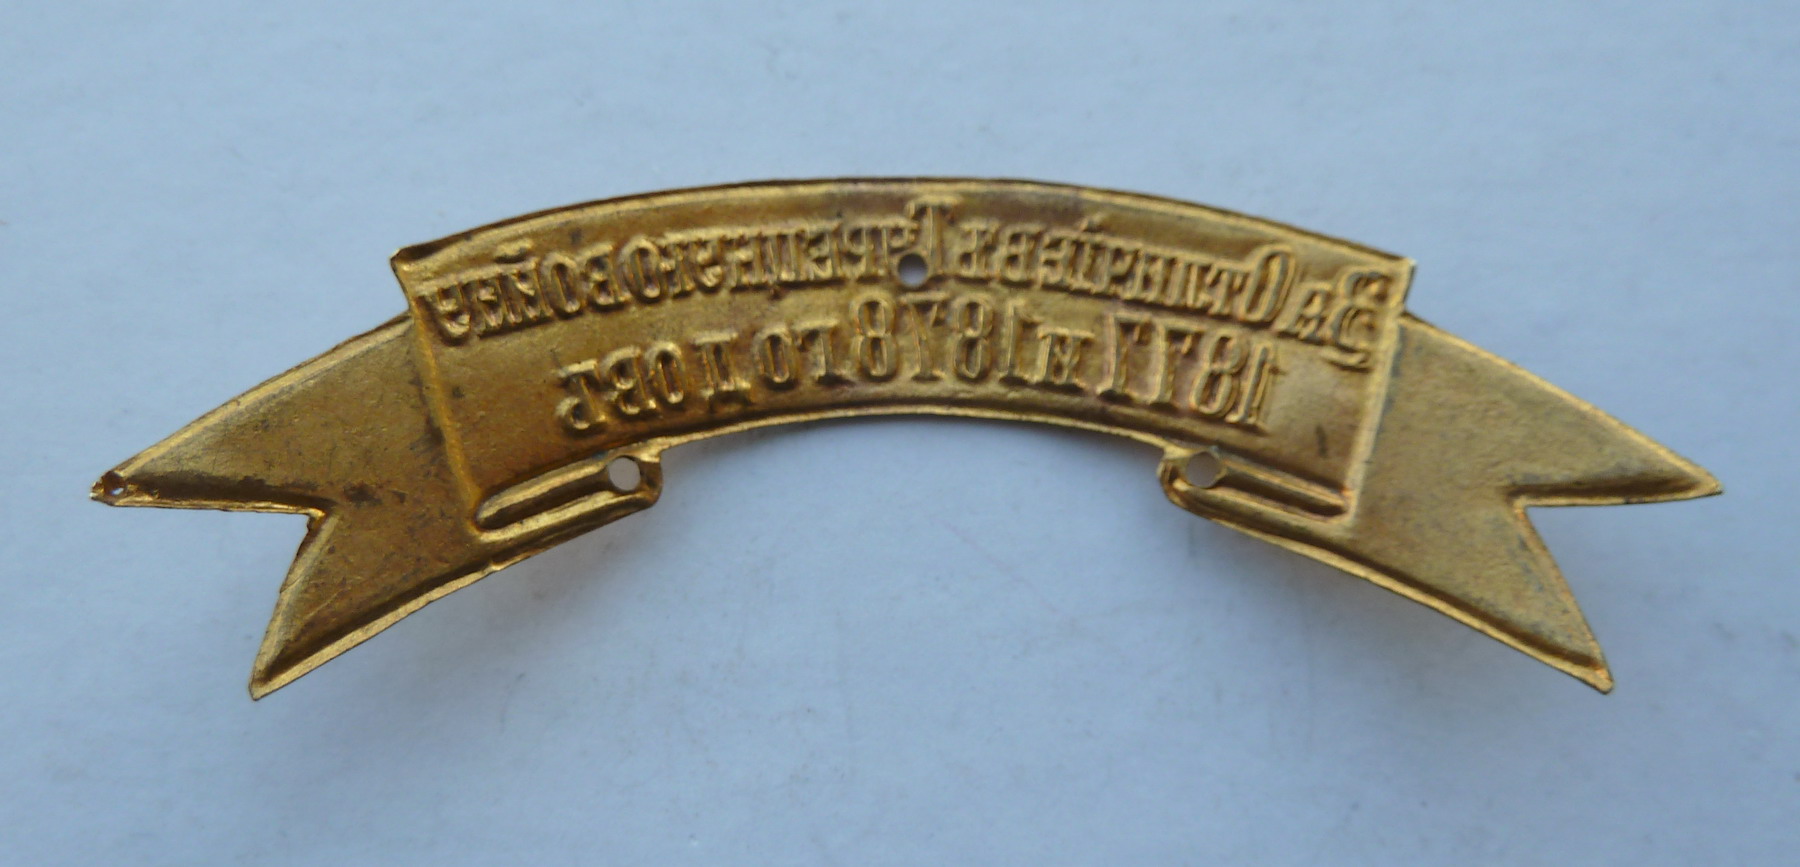 За Отличіе въ Турецкую войну
1877 и 1878 годовъ